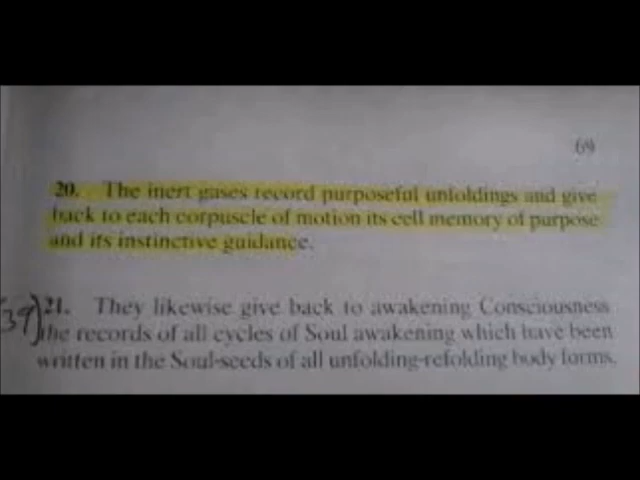 69
20. The inert gases record purposeful unfoldings and give
back to each corpuscle of motion its cell memory of purpose
and its instinctive guidance.
39) 21. They likewise give back to awakening Consciousness
the records of all cycles of Soul awakening which have been
written in the Soul-seeds of all unfolding-refolding body forms.